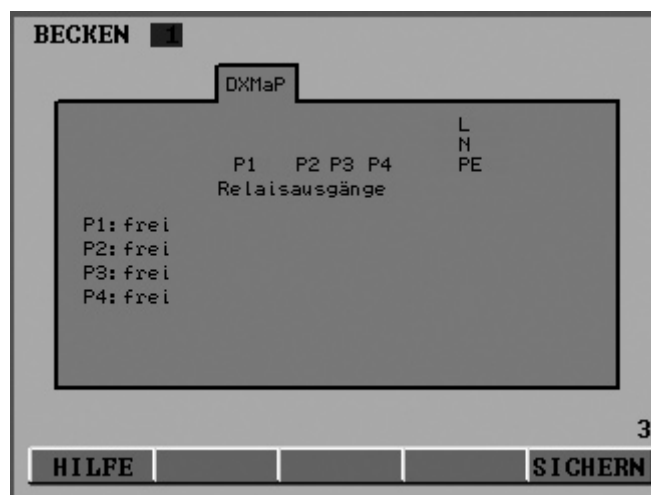 BECKEN 1
DXMaP
L
N
P1 P2 P3 P4 PE
Relaisausgänge
P1: frei
P2: frei
P3: frei
P4: frei
3
HILFE SICHERN